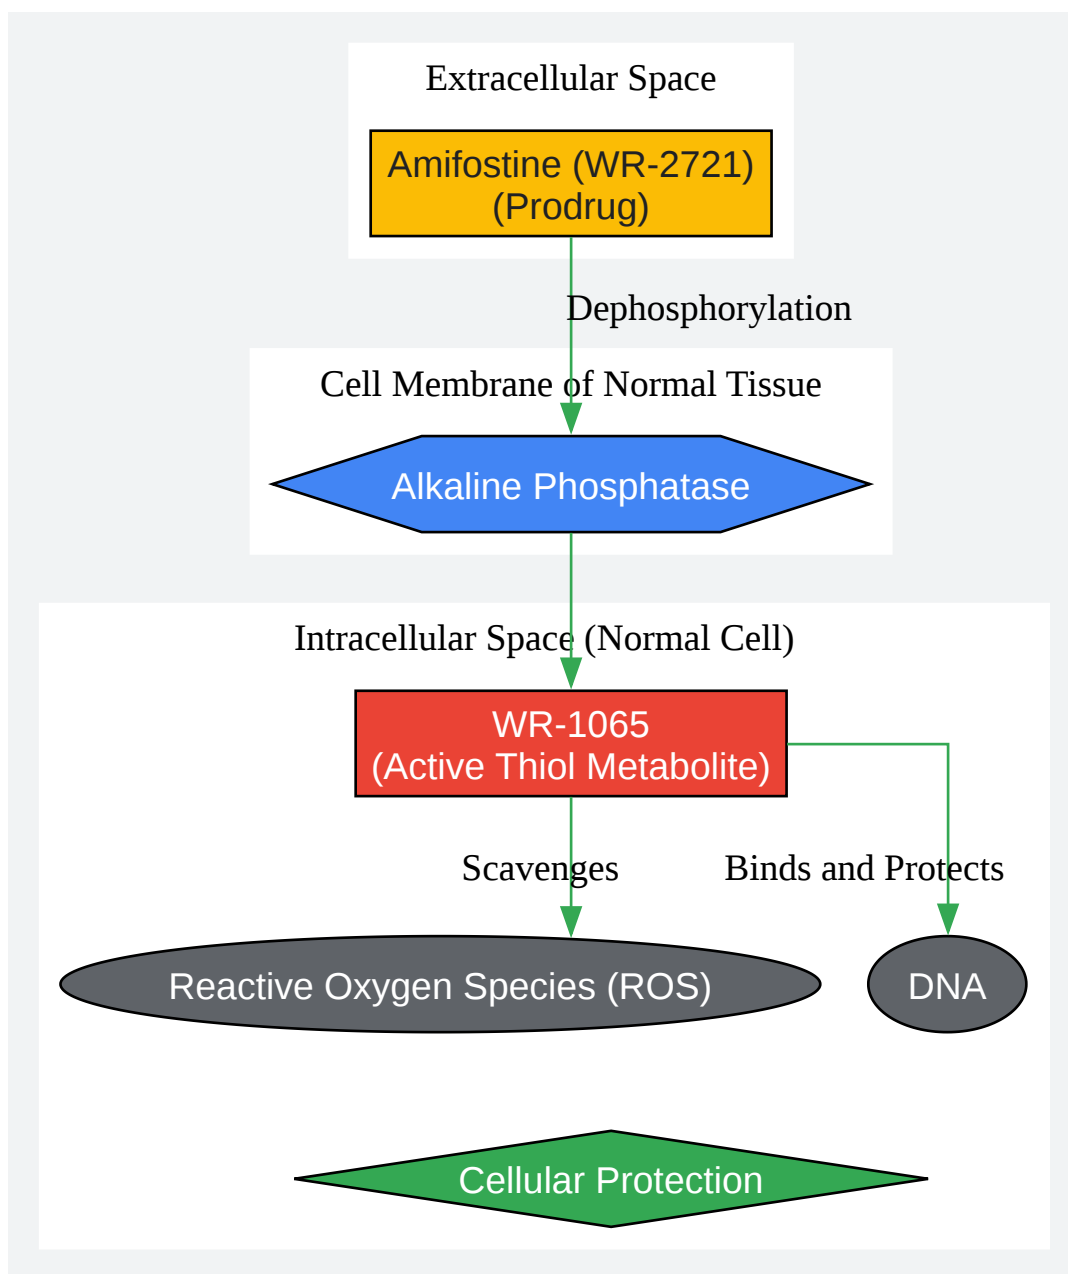 Extracellular Space
Amifostine (WR-2721)
(Prodrug)
Dephosphorylation
Cell Membrane of Normal Tissue
Alkaline Phosphatase
Intracellular Space (Normal Cell)
WR-1065
(Active Thiol Metabolite)
Scavenges
Binds and Protects
Reactive Oxygen Species (ROS)
DNA
Cellular Protection